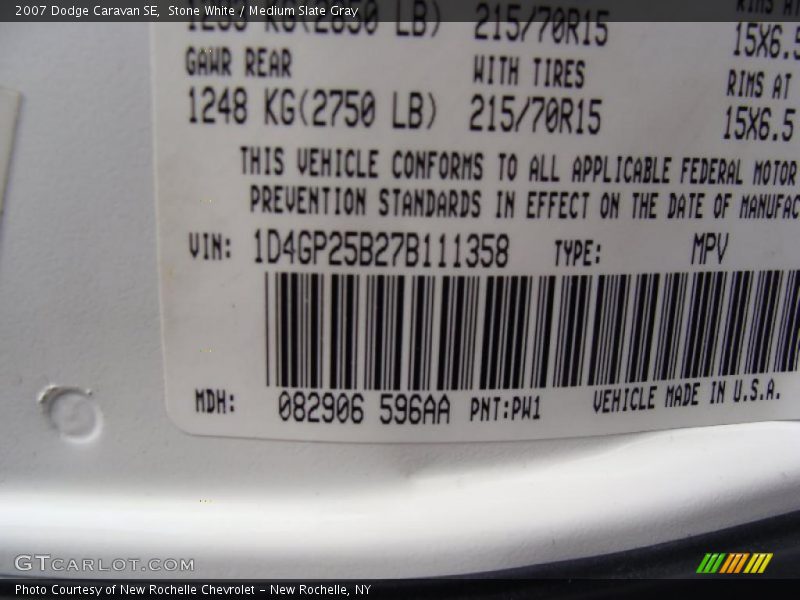 2007 Dodge Caravan SE, Stone White / Medium Slate Gray
KG(2850 LB) 215/70R15 15X6.5
GAWR REAR WITH TIRES RIMS AT
1248 KG(2750 LB) 215/70R15 15X6.5
THIS VEHICLE CONFORMS TO ALL APPLICABLE FEDERAL MOTOR
PREVENTION STANDARDS IN EFFECT ON THE DATE OF MANUFAC
VIN: 1D4GP25B27B111358 TYPE: MPV
MDH: 082906 596AA PNT:PW1 VEHICLE MADE IN U.S.A.
GTCARLOT.COM
Photo Courtesy of New Rochelle Chevrolet - New Rochelle, NY